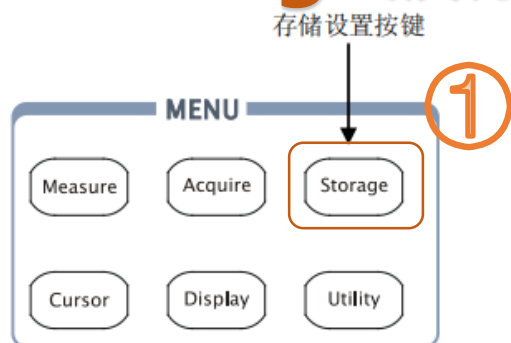 存储设置按键
①
MENU
Measure Acquire Storage
Cursor Display Utility